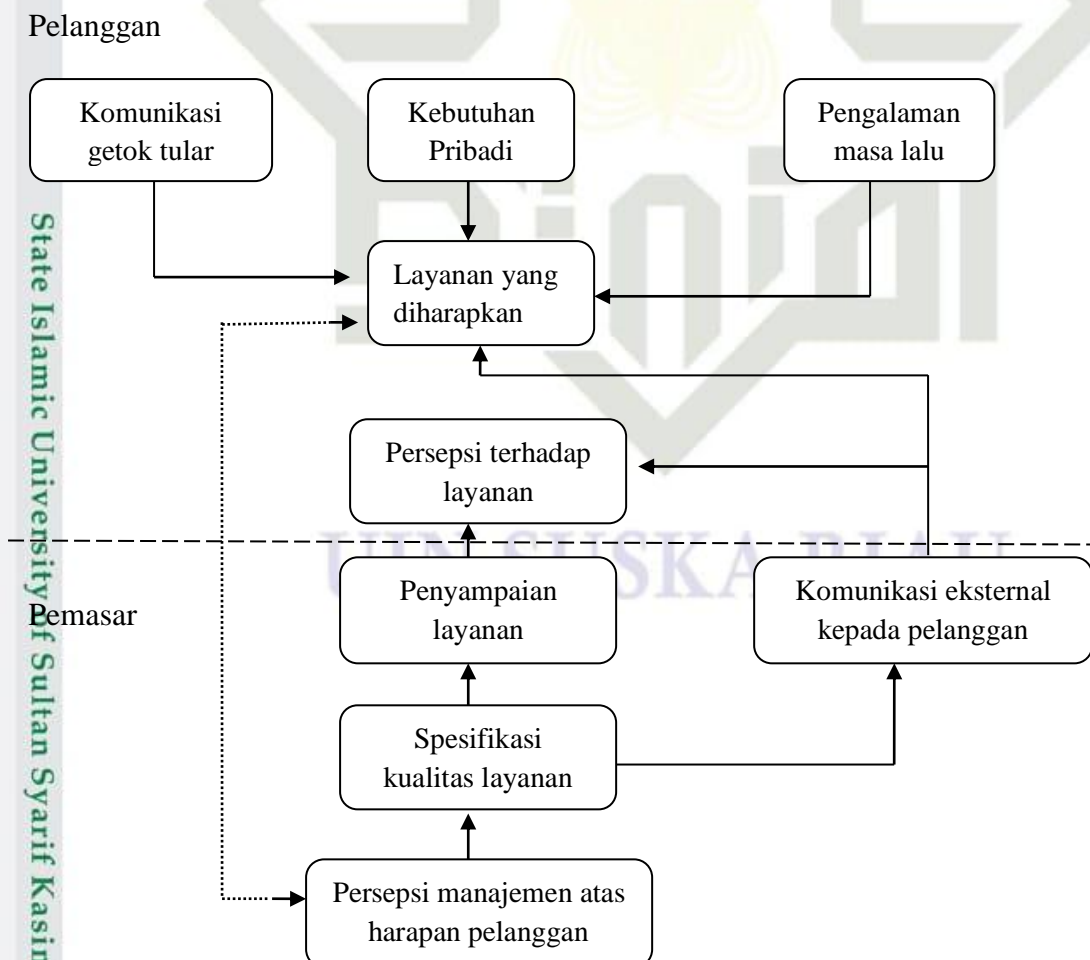 Pelanggan
Komunikasi
getok tular
Kebutuhan
Pribadi
Pengalaman
masa lalu
Layanan yang
diharapkan
Persepsi terhadap
layanan
UIN SUSKA RIAU
Penyampaian
layanan
Komunikasi eksternal
kepada pelanggan
Pemasar
Spesifikasi
kualitas layanan
Persepsi manajemen atas
harapan pelanggan
State Islamic University of Sultan Syarif Kasim